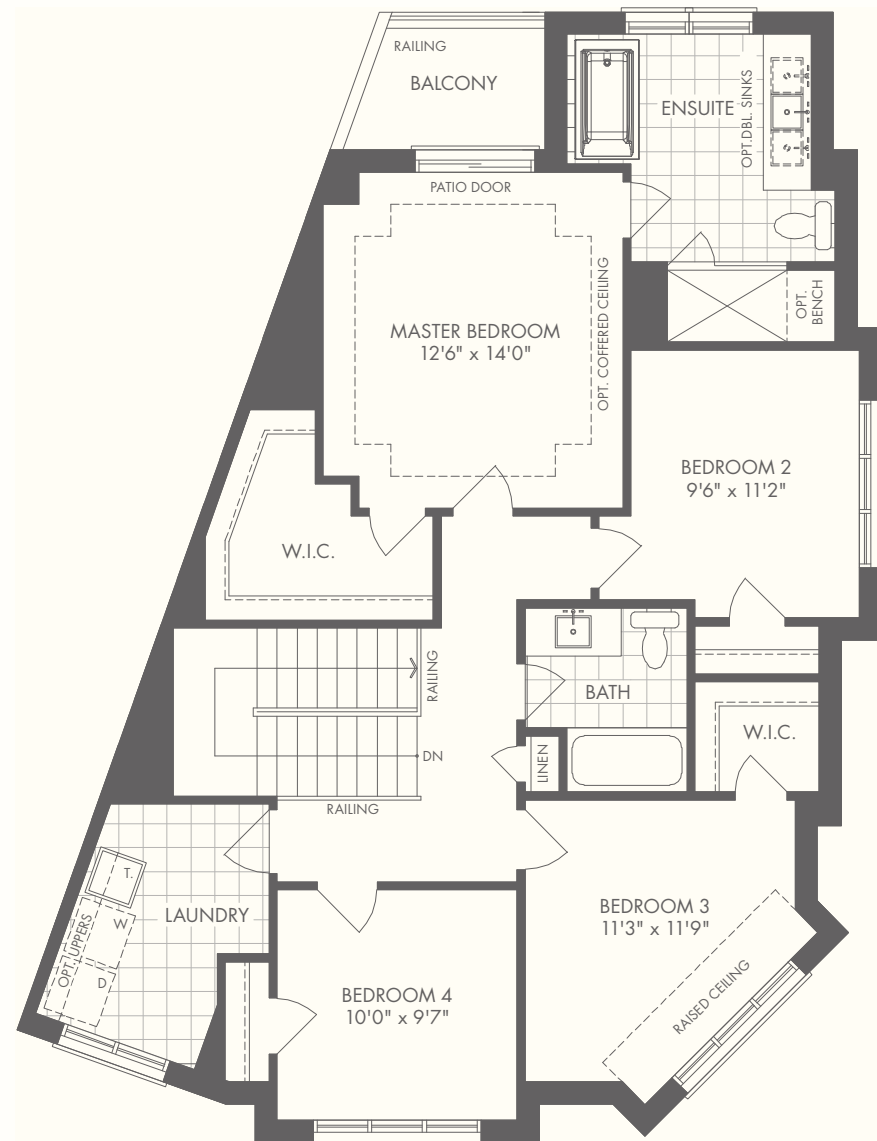 RAILING
BALCONY
ENSUITE
OPT.DBL. SINKS
PATIO DOOR
MASTER BEDROOM
12'6" x 14'0"
OPT. COFFERED CEILING
OPT.
BENCH
BEDROOM 2
9'6" x 11'2"
W.I.C.
RAILING
BATH
W.I.C.
DN
LINEN
RAILING
T.
W
D
OPT. UPPERS
LAUNDRY
BEDROOM 3
11'3" x 11'9"
RAISED CEILING
BEDROOM 4
10'0" x 9'7"